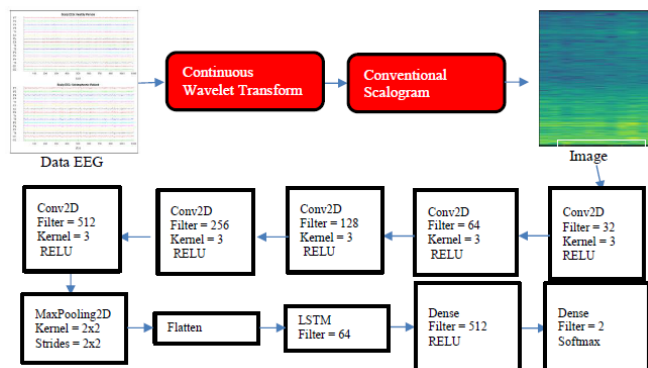 Continuous
Wavelet Transform
Conventional
Scalogram
Data EEG
Image
Conv2D
Filter = 512
Kernel = 3
RELU
Conv2D
Filter = 256
Kernel = 3
RELU
Conv2D
Filter = 128
Kernel = 3
RELU
Conv2D
Filter = 64
Kernel = 3
RELU
Conv2D
Filter = 32
Kernel = 3
RELU
MaxPooling2D
Kernel = 2x2
Strides = 2x2
Flatten
LSTM
Filter = 64
Dense
Filter = 512
RELU
Dense
Filter = 2
Softmax